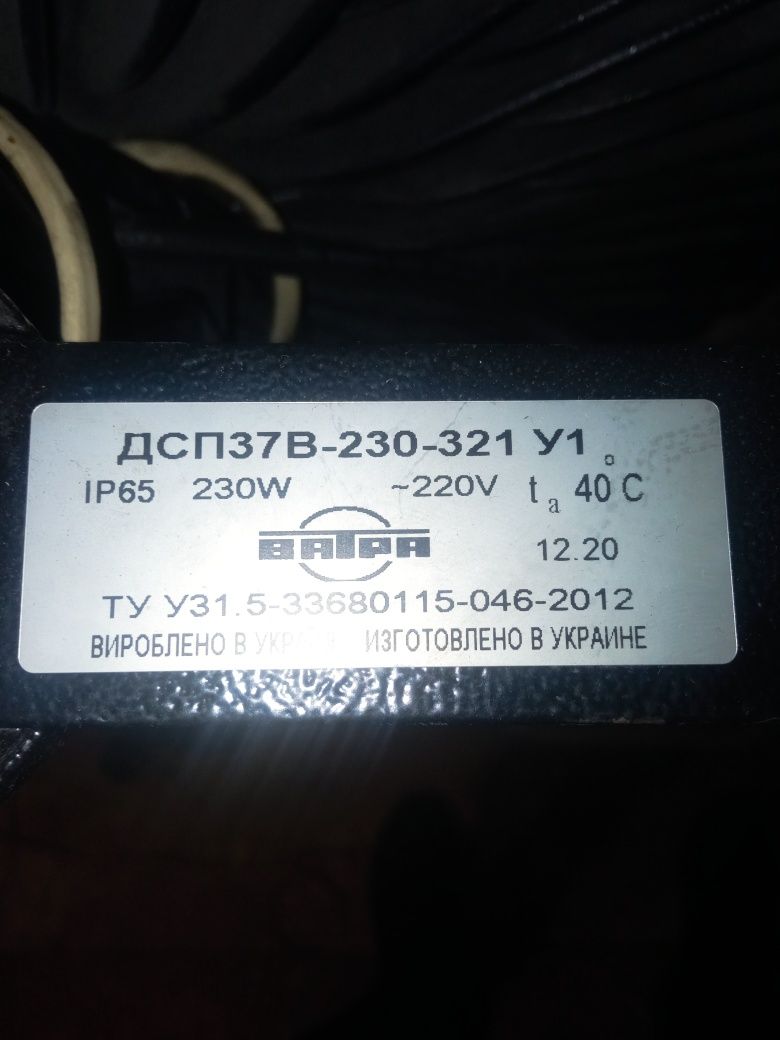 ДСП37В-230-321 У1
IP65 230W ~220V ta 40°C
ВАТРА 12.20
ТУ У31.5-33680115-046-2012
ВИРОБЛЕНО В ИЗГОТОВЛЕНО В УКРАИНЕ